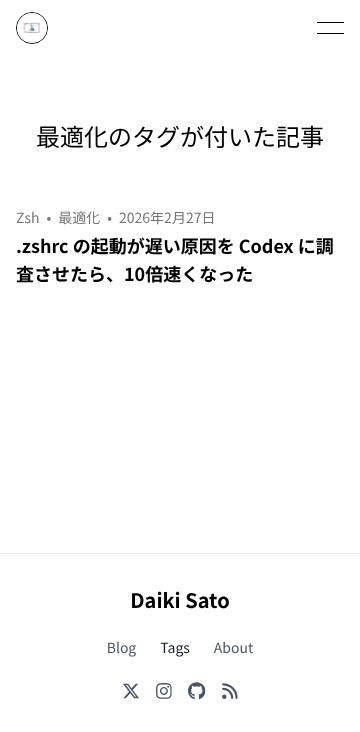 最適化のタグが付いた記事
Zsh • 最適化 • 2026年2月27日
.zshrc の起動が遅い原因を Codex に調
査させたら、10倍速くなった
Daiki Sato
Blog Tags About